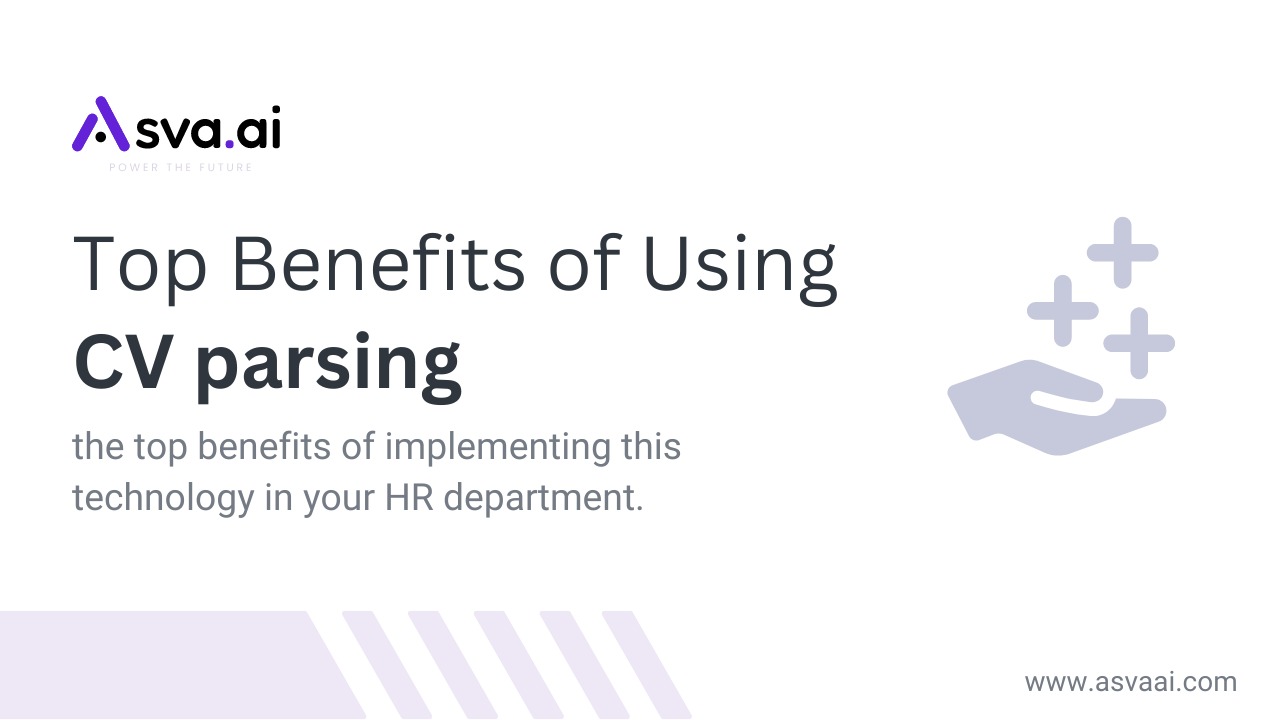 Asva.ai
POWER THE FUTURE
Top Benefits of Using
CV parsing
the top benefits of implementing this
technology in your HR department.
www.asvaai.com